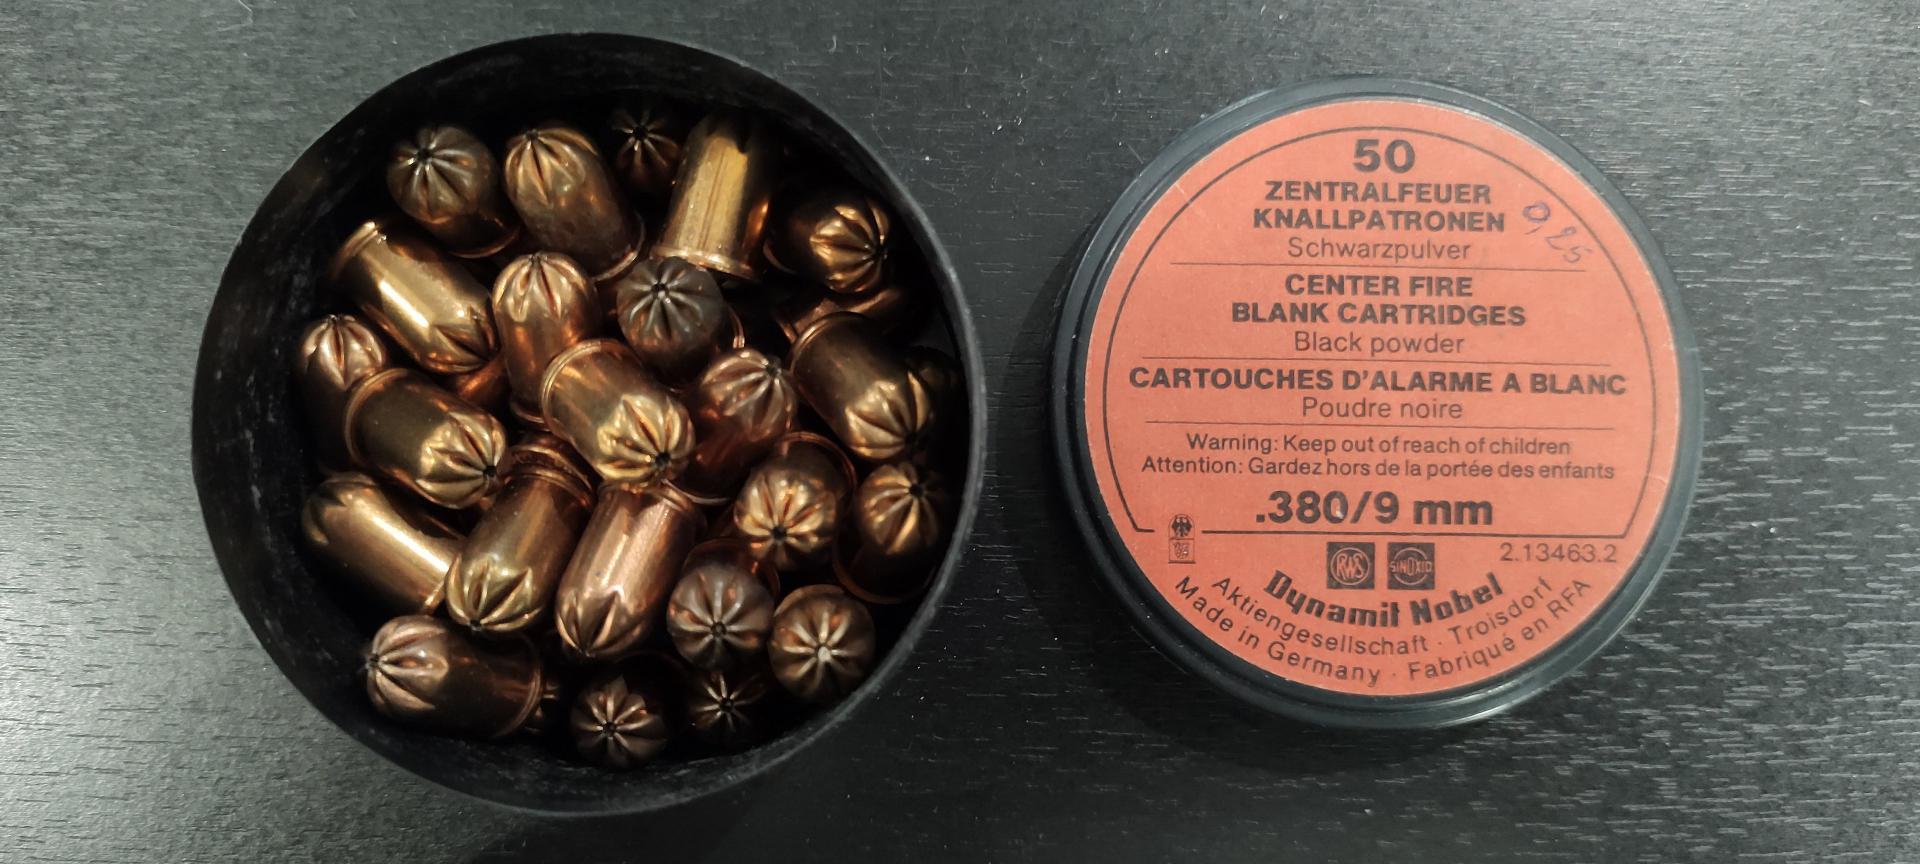 50
ZENTRALFEUER
KNALLPATRONEN
Schwarzpulver
0,25
CENTER FIRE
BLANK CARTRIDGES
Black powder
CARTOUCHES D'ALARME A BLANC
Poudre noire
Warning: Keep out of reach of children
Attention: Gardez hors de la portée des enfants
.380/9 mm
RWS
SINOXID
2.13463.2
Dynamit Nobel
Aktiengesellschaft · Troisdorf
Made in Germany · Fabriqué en RFA